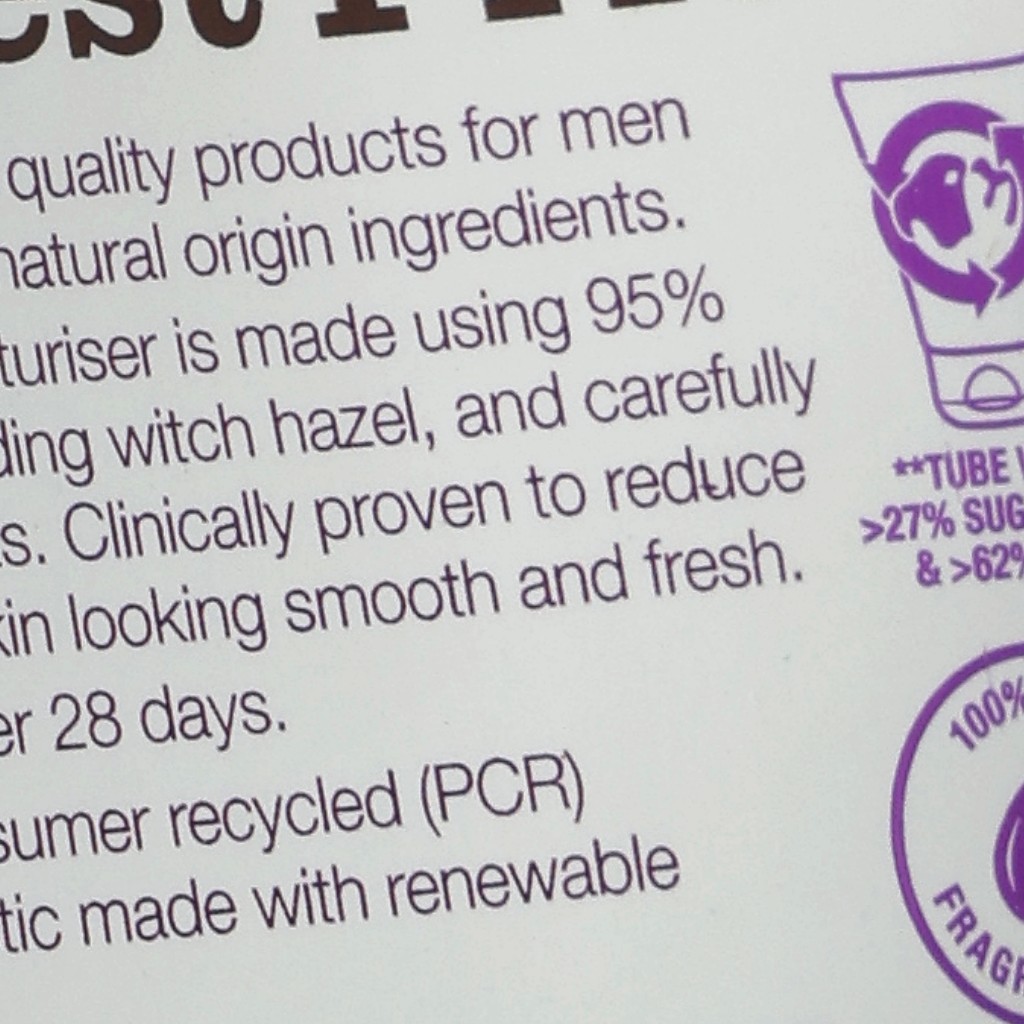 quality products for men
natural origin ingredients.
turiser is made using 95%
ding witch hazel, and carefully
s. Clinically proven to reduce
kin looking smooth and fresh.
er 28 days.
sumer recycled (PCR)
tic made with renewable
**TUBE
>27% SUG
& >62%
100%
FRAG